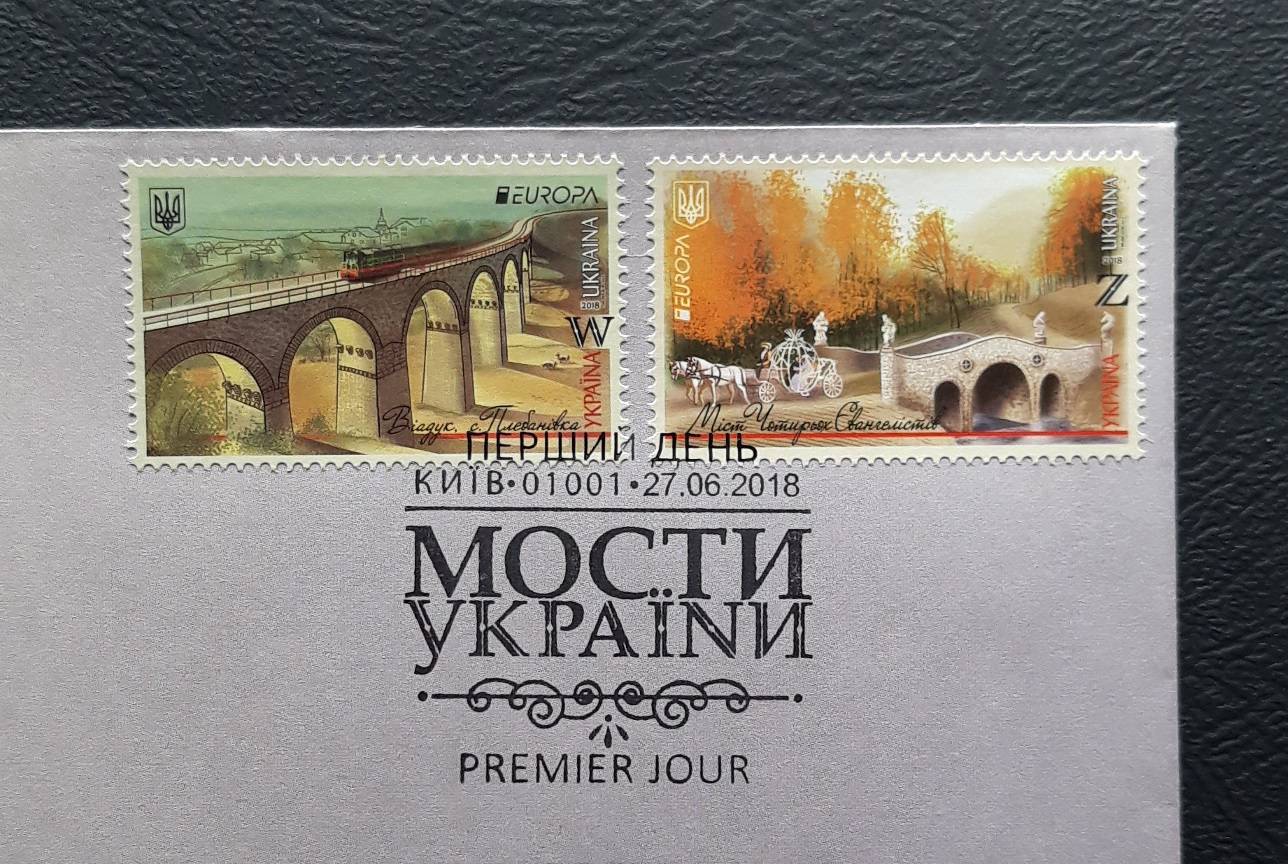 EUROPA
UKRAINA
2018
W
УКРАЇНА
Віадук, с. Плебанівка
EUROPA
UKRAINA
2018
Z
УКРАЇНА
Міст Чотирьох Євангелістів
ПЕРШИЙ ДЕНЬ
КИЇВ•01001•27.06.2018
МОСТИ
УКРАЇНИ
PREMIER JOUR